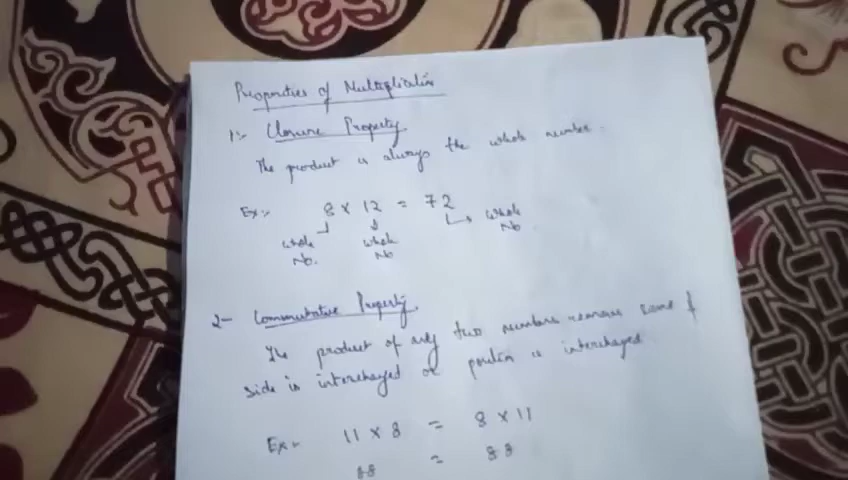 Properties of Multiplication
1:- Closure Property
The product is always the whole number.
Ex:- 8 × 12 = 72
whole No. whole No whole No
2- Commutative Property
The product of any two numbers remains same if
side is interchanged or position is interchanged
Ex:- 11 × 8 = 8 × 11
88 = 88